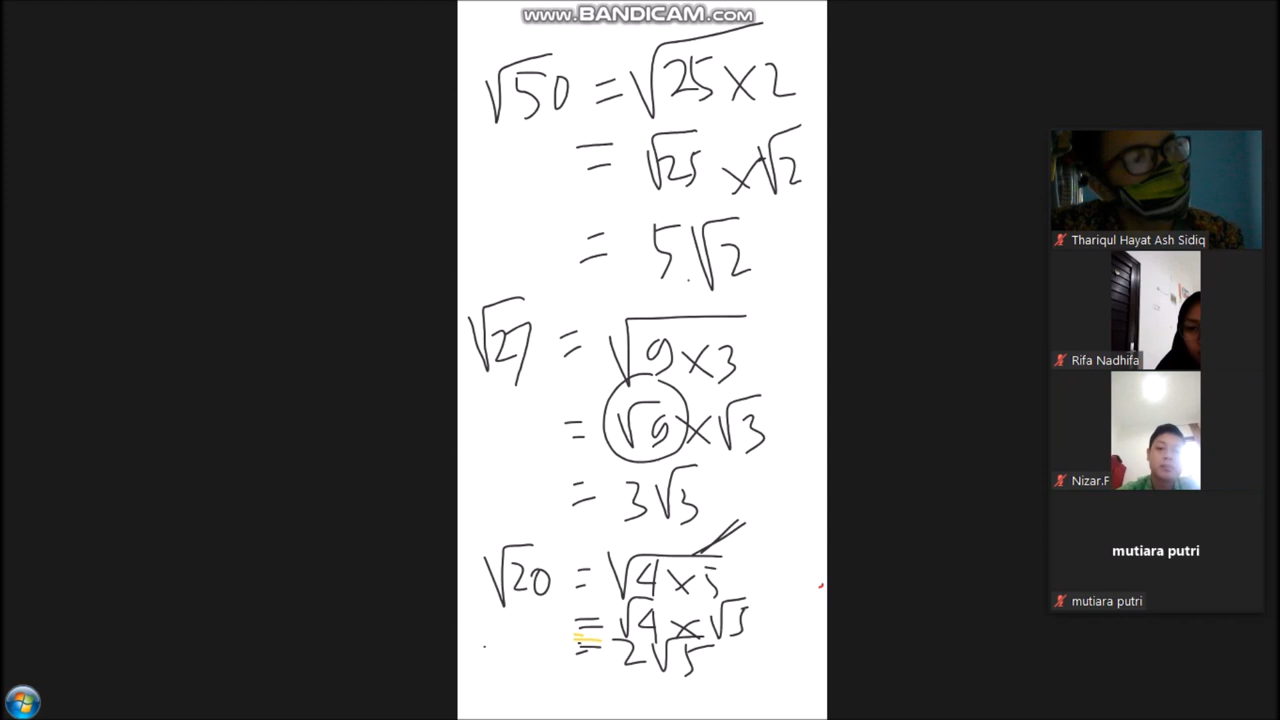 www.BANDICAM.com
√50 = √25 × 2
= √25 × √2
= 5√2
√27 = √9 × 3
= √9 × √3
= 3√3
√20 = √4 × 5
= √4 × √5
= 2√5
Thariqul Hayat Ash Sidiq
Rifa Nadhifa
Nizar.F
mutiara putri
mutiara putri